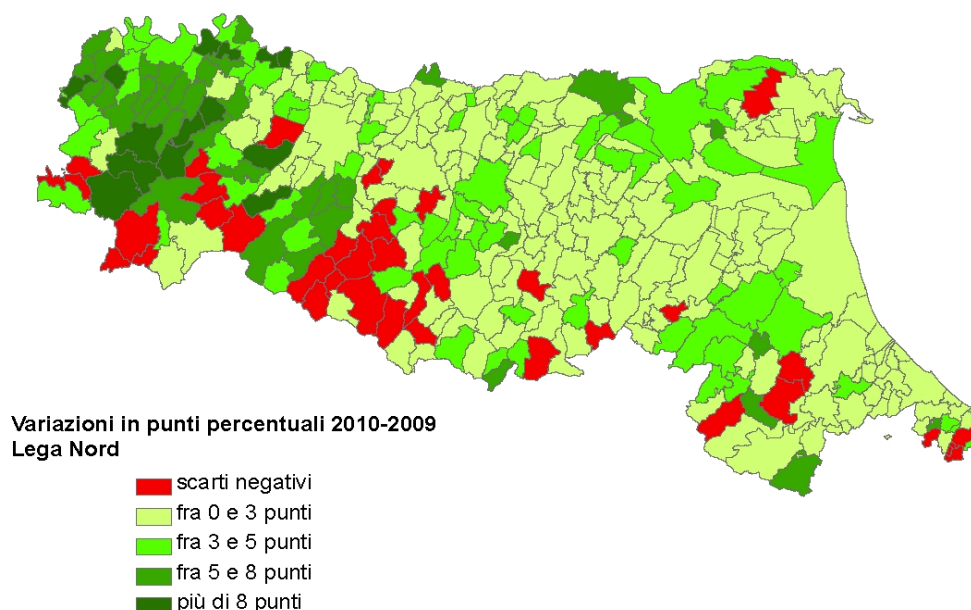 Variazioni in punti percentuali 2010-2009
Lega Nord
scarti negativi
fra 0 e 3 punti
fra 3 e 5 punti
fra 5 e 8 punti
più di 8 punti